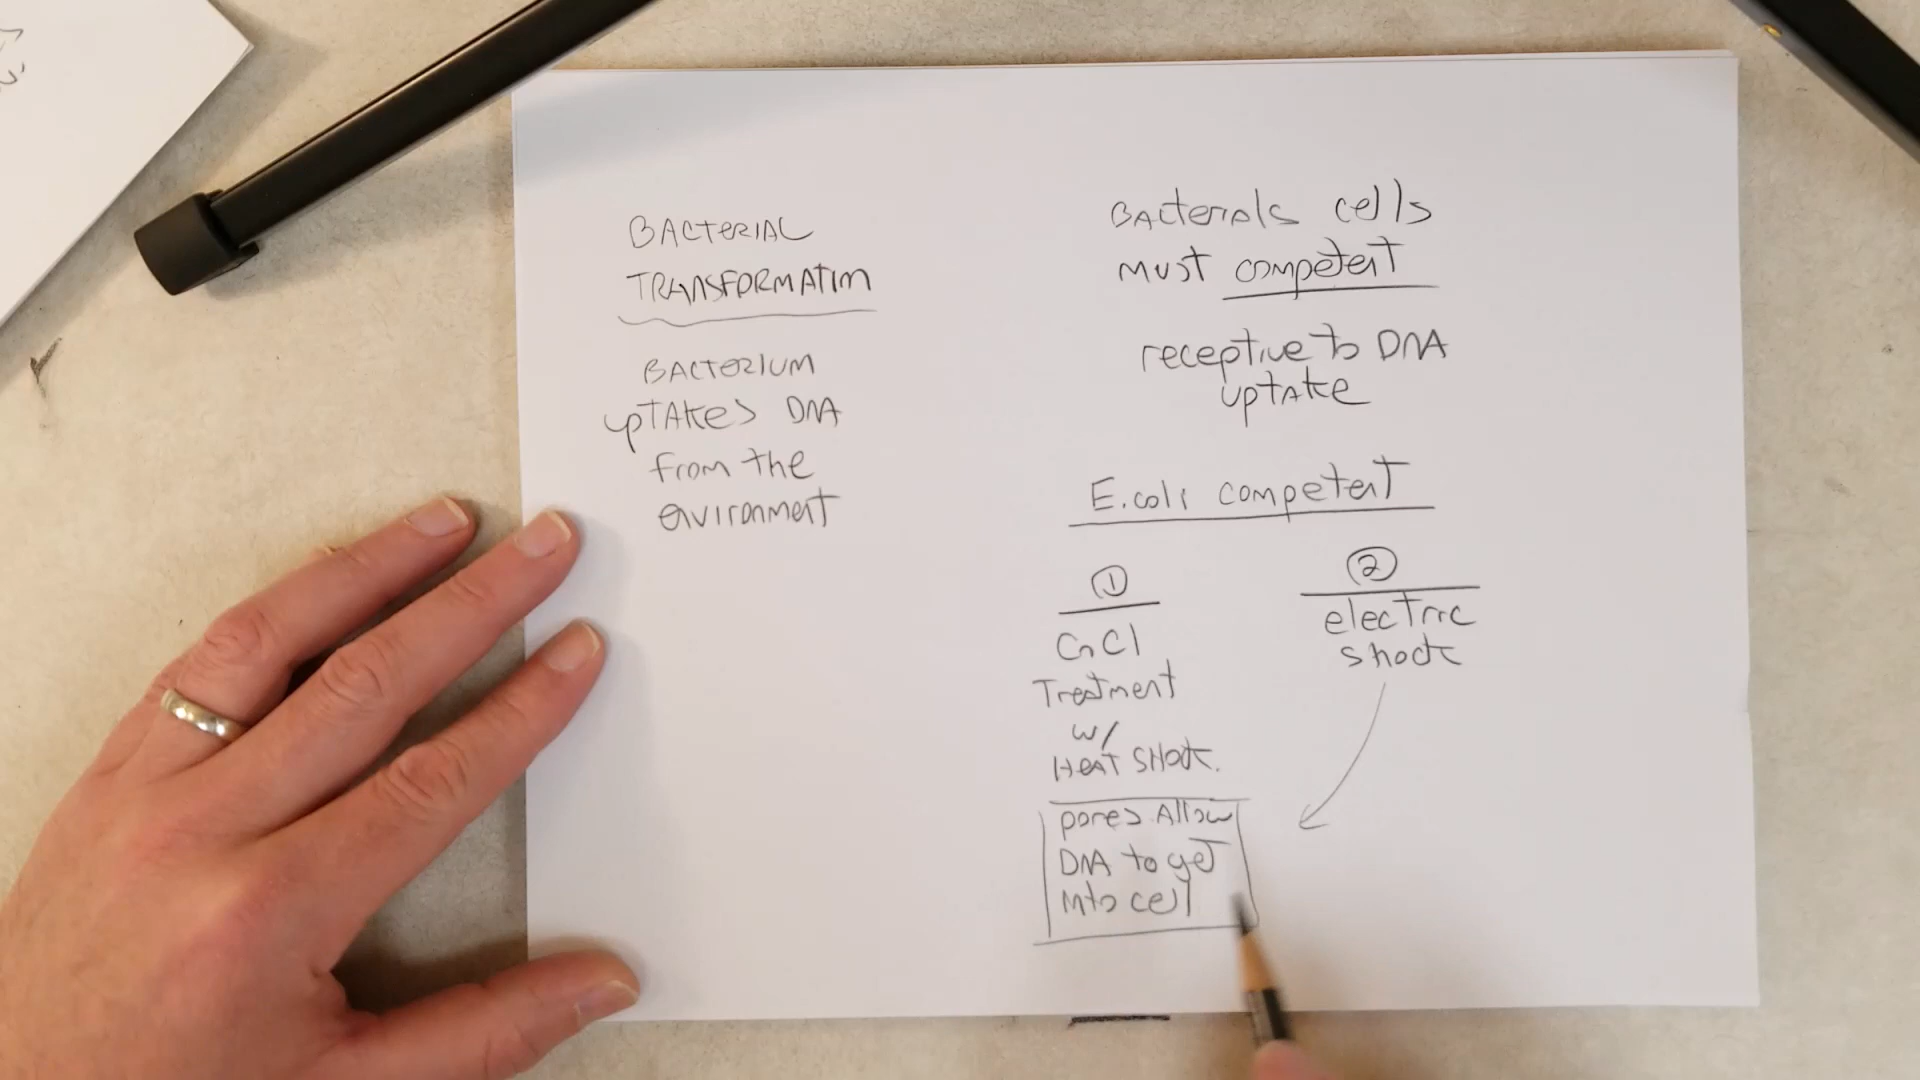 BACTERIAL
TRANSFORMATION
BACTERIUM
UPTAKES DNA
from the
environment
BActerials cells
must competent
receptive to DNA
uptake
E.coli competent
①
CaCl
Treatment
w/
HEAT SHOCK.
pores Allow
DNA to get
into cell
②
electric
shock